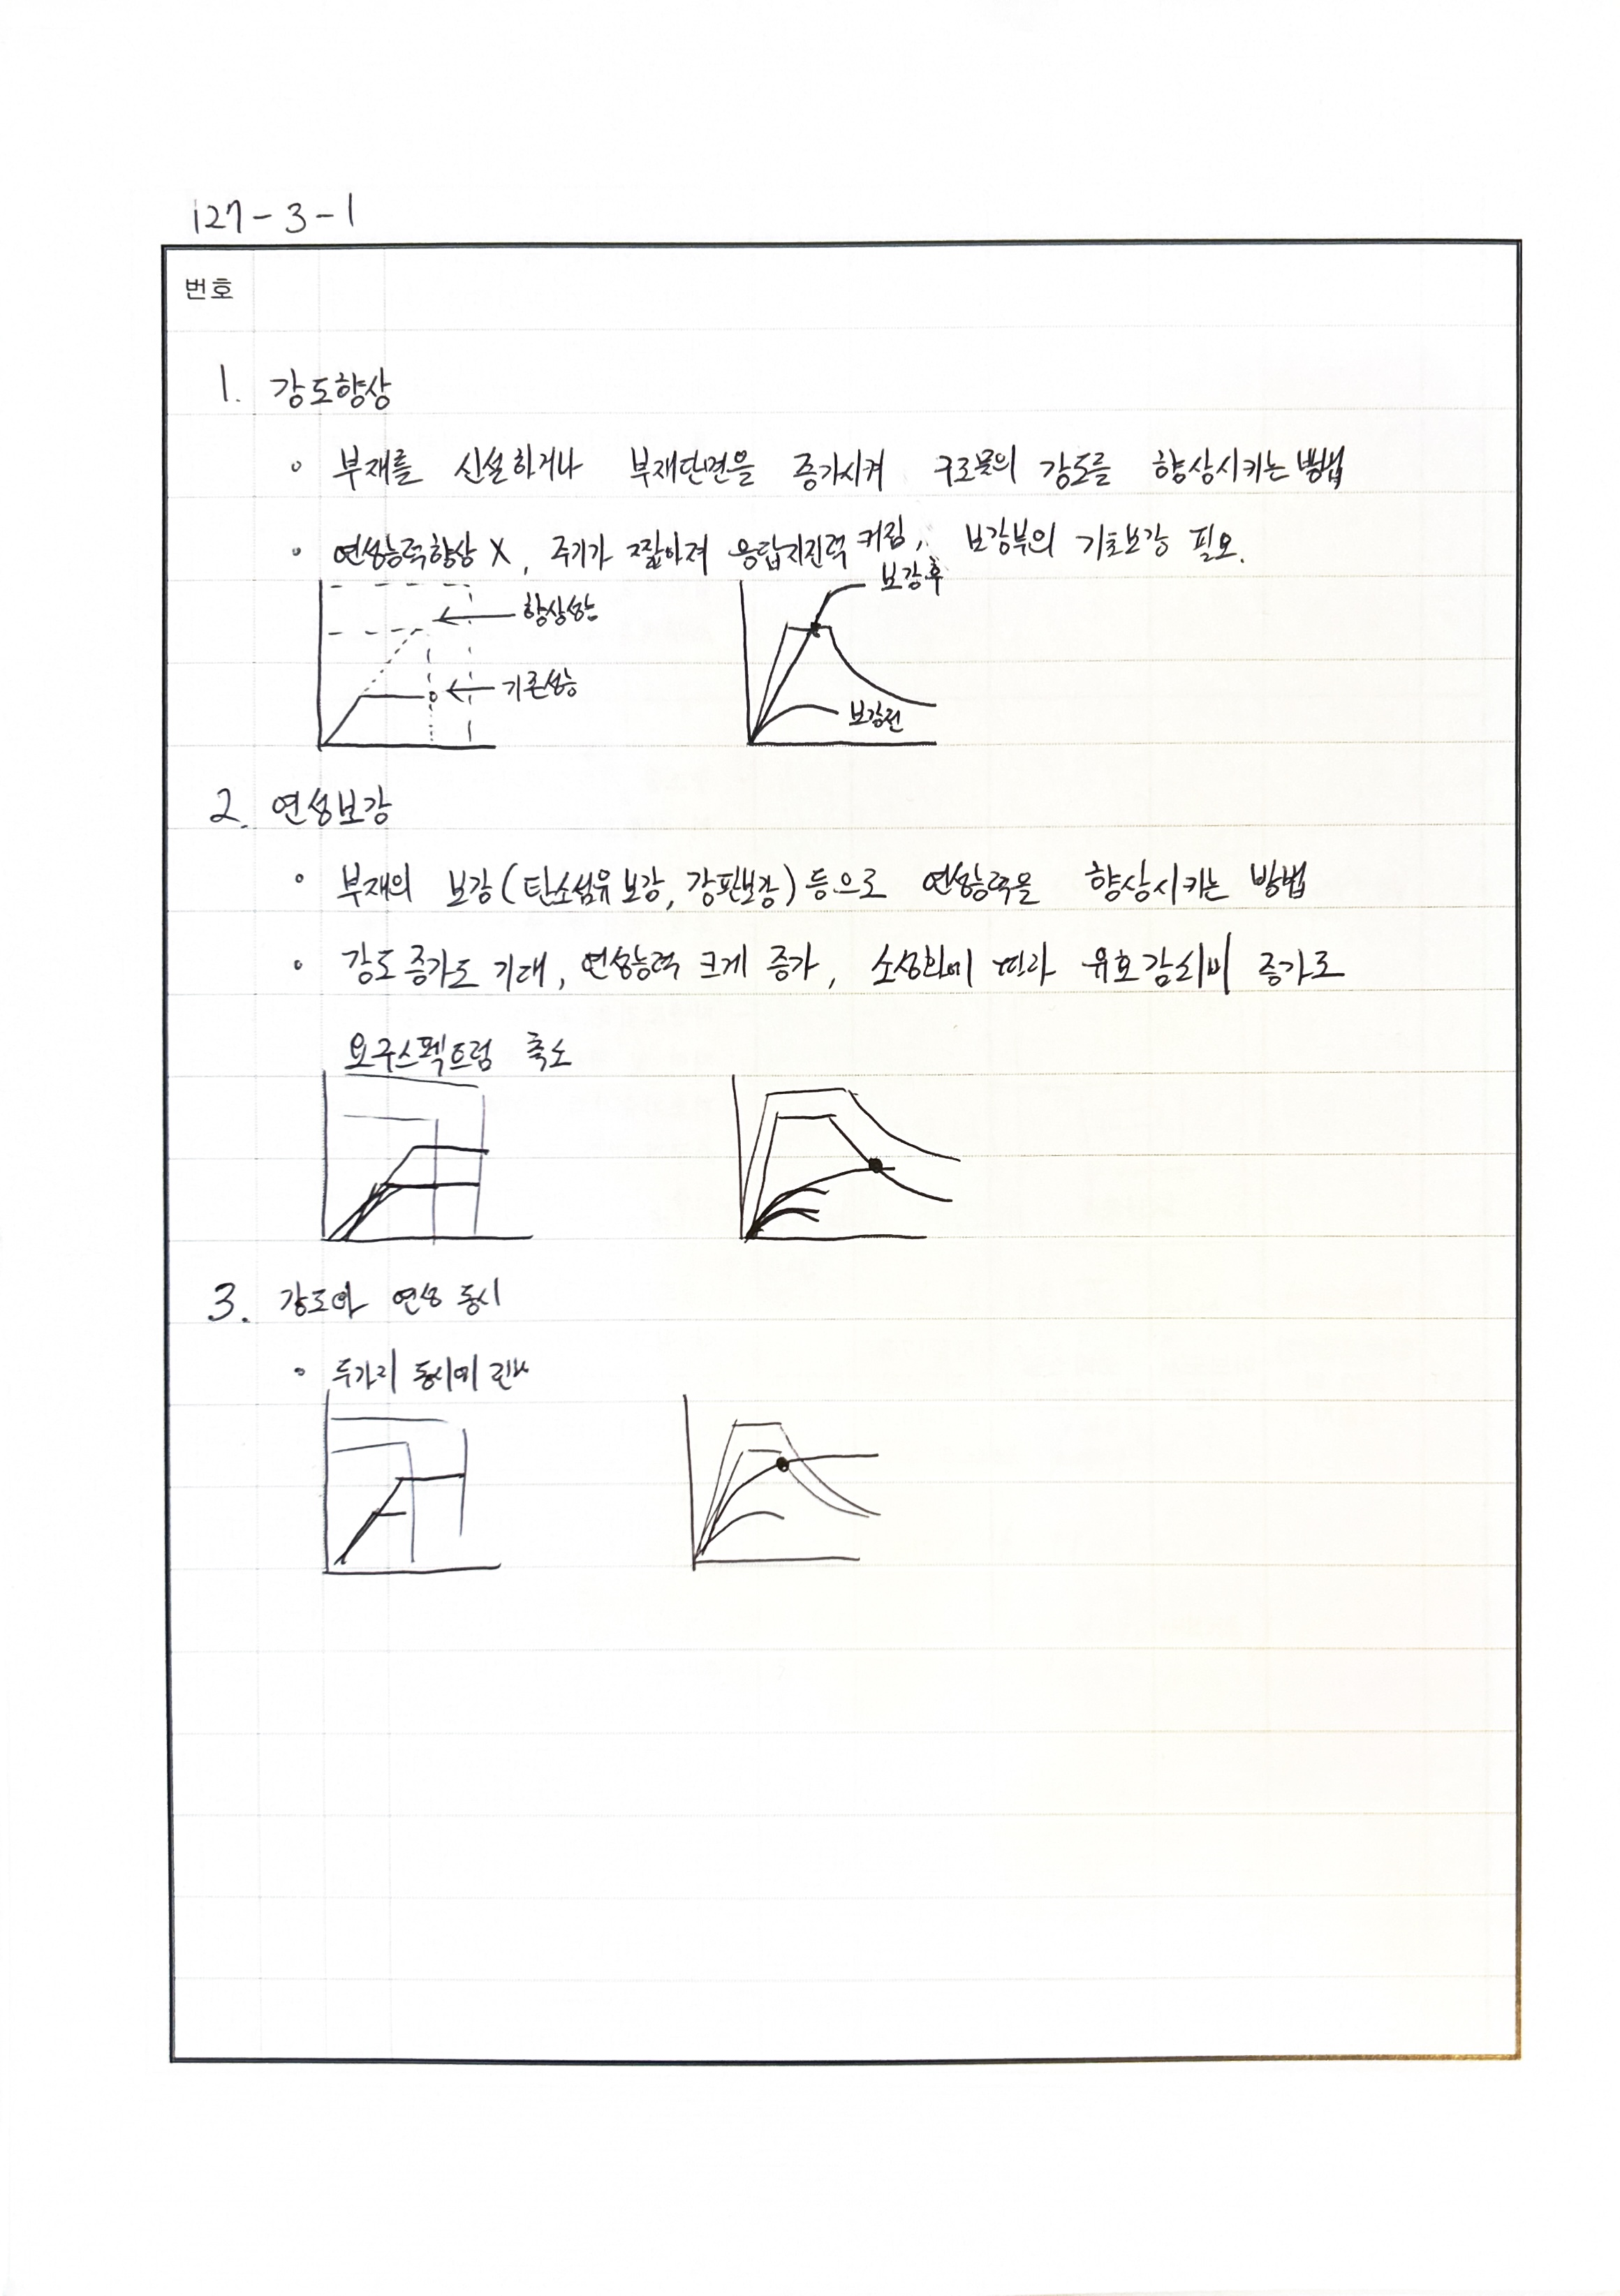 127-3-1
번호
1. 강도향상
◦ 부재를 신설하거나 부재단면을 증가시켜 구조물의 강도를 향상시키는 방법
◦ 연성능력향상 X, 주기가 짧아져 응답지진력 커짐, 보강부의 기초보강 필요.
보강후
향상성능
기존성능
보강전
2. 연성보강
◦ 부재의 보강(탄소섬유 보강, 강판보강)등으로 연성능력을 향상시키는 방법
◦ 강도 증가도 기대, 연성능력 크게 증가, 소성화에 따라 유효감쇠비 증가로
요구스펙트럼 축소
3. 강도와 연성 동시
◦ 두가지 동시에